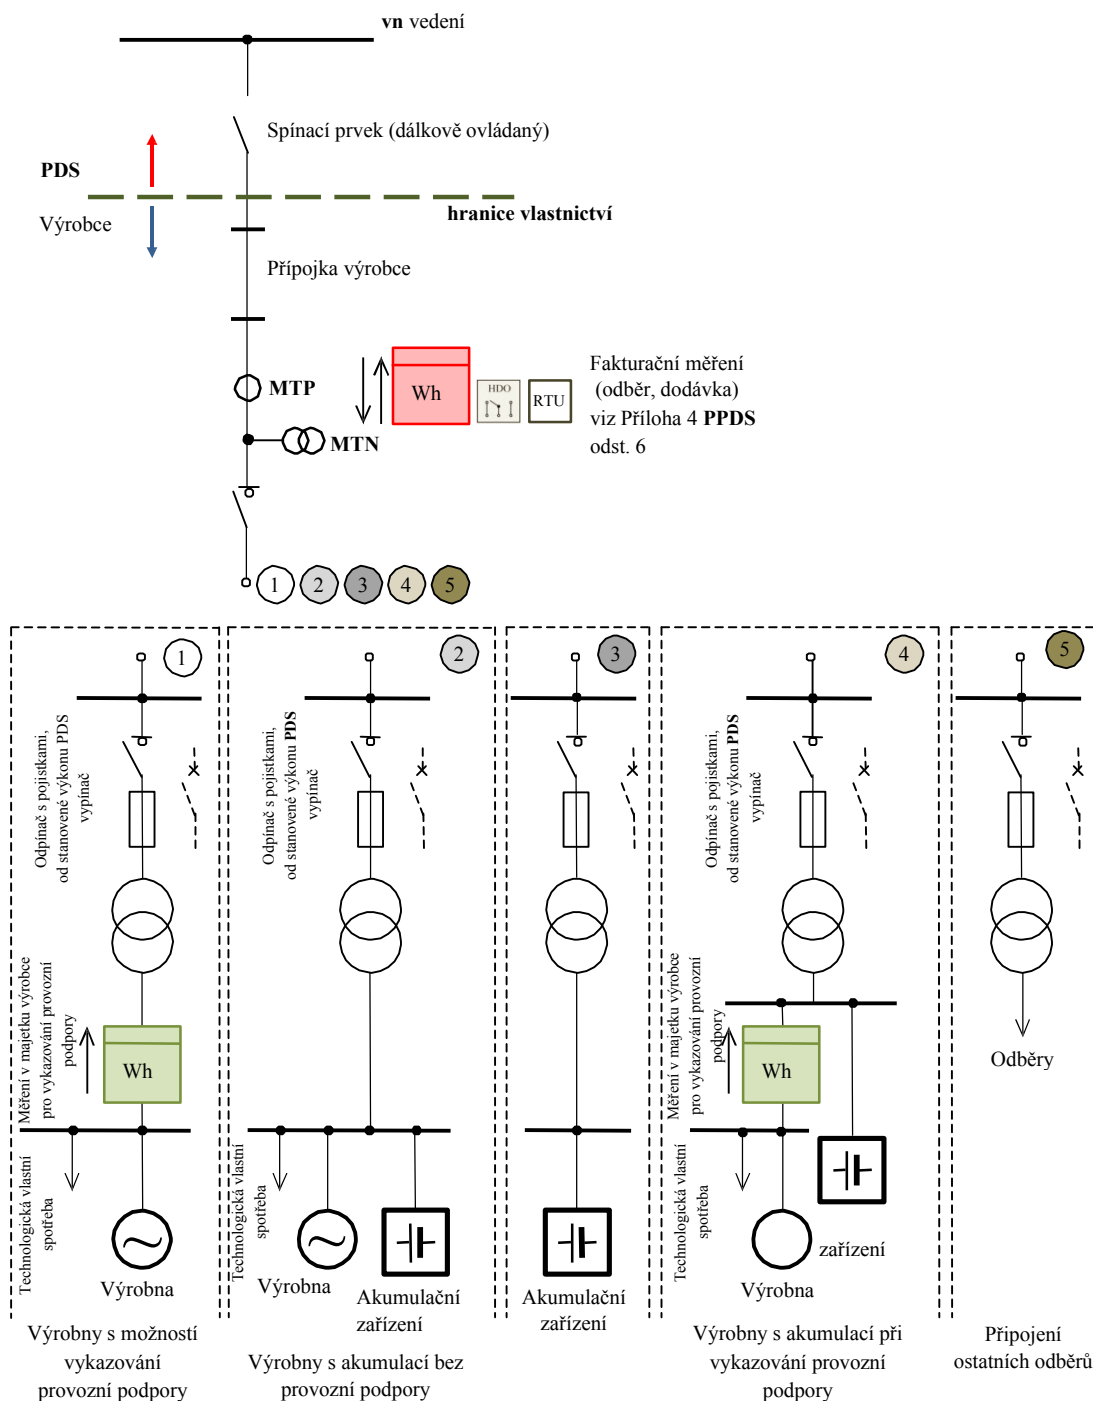 vn vedení
Spínací prvek (dálkově ovládaný)
PDS
hranice vlastnictví
Výrobce
Přípojka výrobce
MTP
Wh
HDO
RTU
Fakturační měření
(odběr, dodávka)
viz Příloha 4 PPDS
odst. 6
MTN
1
2
3
4
5
1
Odpínač s pojistkami,
od stanovené výkonu PDS
vypínač
Měření v majetku výrobce
pro vykazování provozní
podpory
Wh
Technologická vlastní
spotřeba
Výrobna
Výrobny s možností
vykazování
provozní podpory
2
Odpínač s pojistkami,
od stanovené výkonu PDS
vypínač
Technologická vlastní
spotřeba
Výrobna
Akumulační
zařízení
Výrobny s akumulací bez
provozní podpory
3
Akumulační
zařízení
4
Odpínač s pojistkami,
od stanovené výkonu PDS
vypínač
Měření v majetku výrobce
pro vykazování provozní
podpory
Wh
Technologická vlastní
spotřeba
zařízení
Výrobna
Výrobny s akumulací při
vykazování provozní
podpory
5
Odběry
Připojení
ostatních odběrů